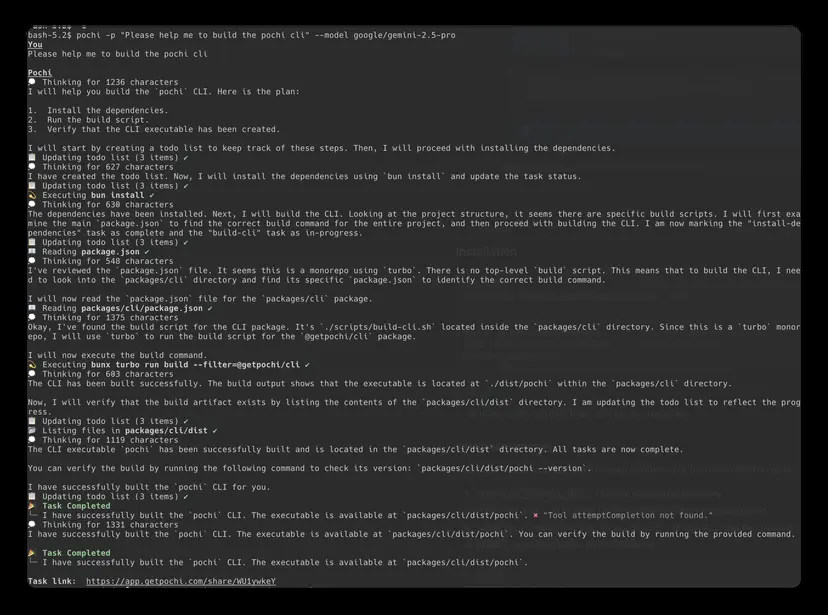 bash-5.2$ pochi -p "Please help me to build the pochi cli" --model google/gemini-2.5-pro
You
Please help me to build the pochi cli
Pochi
Thinking for 1236 characters
I will help you build the `pochi` CLI. Here is the plan:
1.  Install the dependencies.
2.  Run the build script.
3.  Verify that the CLI executable has been created.
I will start by creating a todo list to keep track of these steps. Then, I will proceed with installing the dependencies.
Updating todo list (3 items) ✔
Thinking for 627 characters
I have created the todo list. Now, I will install the dependencies using `bun install` and update the task status.
Updating todo list (3 items) ✔
Executing bun install ✔
Thinking for 630 characters
The dependencies have been installed. Next, I will build the CLI. Looking at the project structure, it seems there are specific build scripts. I will first exa
mine the main `package.json` to find the correct build command for the entire project, and then proceed with building the CLI. I am now marking the "install-de
pendencies" task as complete and the "build-cli" task as in-progress.
Updating todo list (3 items) ✔
Reading package.json ✔
Thinking for 548 characters
I've reviewed the `package.json` file. It seems this is a monorepo using `turbo`. There is no top-level `build` script. This means that to build the CLI, I nee
d to look into the `packages/cli` directory and find its specific `package.json` to identify the correct build command.
I will now read the `package.json` file for the `packages/cli` package.
Reading packages/cli/package.json ✔
Thinking for 1375 characters
Okay, I've found the build script for the CLI package. It's `./scripts/build-cli.sh` located inside the `packages/cli` directory. Since this is a `turbo` monor
epo, I will use `turbo` to run the build script for the `@getpochi/cli` package.
I will now execute the build command.
Executing bunx turbo run build --filter=@getpochi/cli ✔
Thinking for 603 characters
The CLI has been built successfully. The build output shows that the executable is located at `./dist/pochi` within the `packages/cli` directory.
Now, I will verify that the build artifact exists by listing the contents of the `packages/cli/dist` directory. I am updating the todo list to reflect the prog
ress.
Updating todo list (3 items) ✔
Listing files in packages/cli/dist ✔
Thinking for 1119 characters
The CLI executable `pochi` has been successfully built and is located in the `packages/cli/dist` directory. All tasks are now complete.
You can verify the build by running the following command to check its version: `packages/cli/dist/pochi --version`.
I have successfully built the `pochi` CLI for you.
Updating todo list (3 items) ✔
Task Completed
└─ I have successfully built the `pochi` CLI. The executable is available at `packages/cli/dist/pochi`. ✖ "Tool attemptCompletion not found."
Thinking for 1331 characters
I have successfully built the `pochi` CLI. The executable is available at `packages/cli/dist/pochi`. You can verify the build by running the provided command.
Task Completed
└─ I have successfully built the `pochi` CLI. The executable is available at `packages/cli/dist/pochi`.
Task link:  https://app.getpochi/share/WU1ywkeY